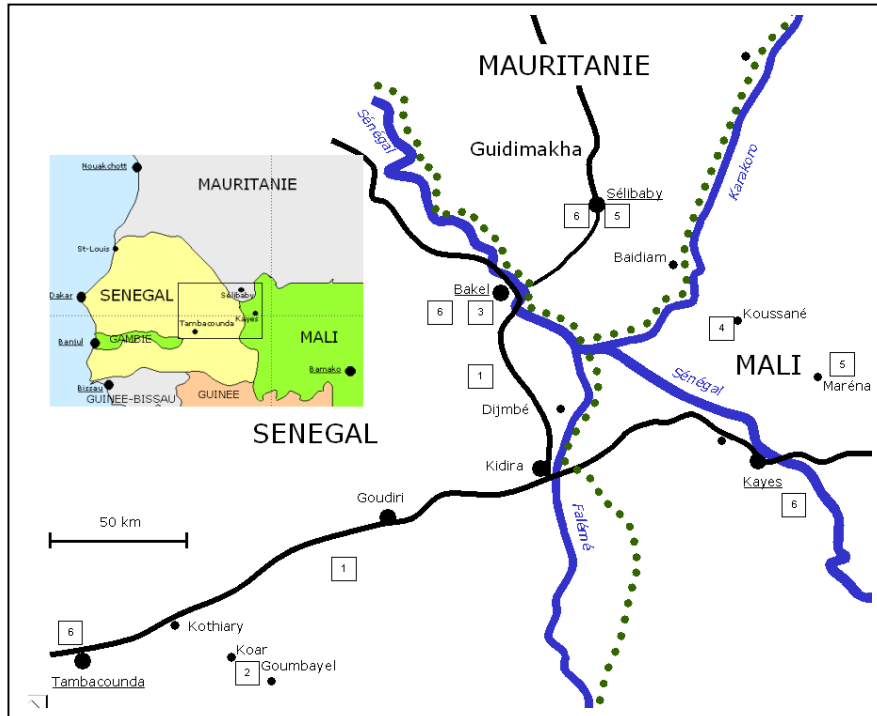 MAURITANIE
Sénégal
Guidimakha
Karakoro
Sélibaby
6
5
Nouakchott
MAURITANIE
St-Louis
Dakar
SENEGAL
Sélibaby
Kayes
Tambacounda
GAMBIE
Banjul
MALI
Bamako
Bissau
GUINEE-BISSAU
GUINEE
Baidiam
Bakel
6
3
4
Koussané
MALI
5
Maréna
Sénégal
1
Dijmbé
SENEGAL
Kidira
Kayes
6
Goudiri
50 km
Falémé
1
6
Kothiary
Koar
2
Goumbayel
Tambacounda